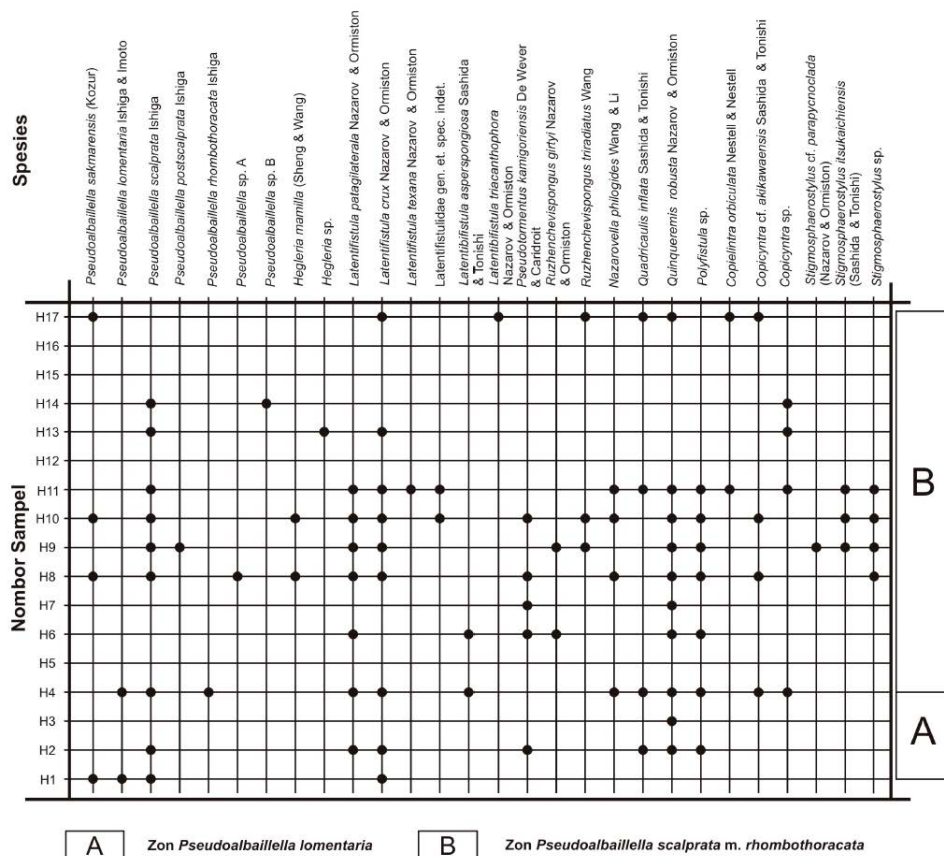 Spesies
Pseudoalbaillella sakmarensis (Kozur)
Pseudoalbaillella lomentaria Ishiga & Imoto
Pseudoalbaillella scalprata Ishiga
Pseudoalbaillella postscalprata Ishiga
Pseudoalbaillella rhombothoracata Ishiga
Pseudoalbaillella sp. A
Pseudoalbaillella sp. B
Hegleria mamilla (Sheng & Wang)
Hegleria sp.
Latentifistula patagilaterala Nazarov & Ormiston
Latentifistula crux Nazarov & Ormiston
Latentifistula texana Nazarov & Ormiston
Latentifistulidae gen. et. spec. indet.
Latentibifistula asperspongiosa Sashida
& Tonishi
Latentibifistula triacanthophora
Nazarov & Ormiston
Pseudotormentus kamigoriensis De Wever
& Caridroit
Ruzhenchevispongus girtyi Nazarov
& Ormiston
Ruzhenchevispongus triradiatus Wang
Nazarovella philogides Wang & Li
Quadricaulis inflata Sashida & Tonishi
Quinqueremis robusta Nazarov & Ormiston
Polyfistula sp.
Copielintra orbiculata Nestell & Nestell
Copicyntra cf. akikawaensis Sashida & Tonishi
Copicyntra sp.
Stigmosphaerostylus cf. parapycnoclada
(Nazarov & Ormiston)
Stigmosphaerostylus itsukaichiensis
(Sashida & Tonishi)
Stigmosphaerostylus sp.
Nombor Sampel
H17
H16
H15
H14
H13
H12
H11
H10
H9
H8
H7
H6
H5
H4
H3
H2
H1
B
A
A Zon Pseudoalbaillella lomentaria
B Zon Pseudoalbaillella scalprata m. rhombothoracata